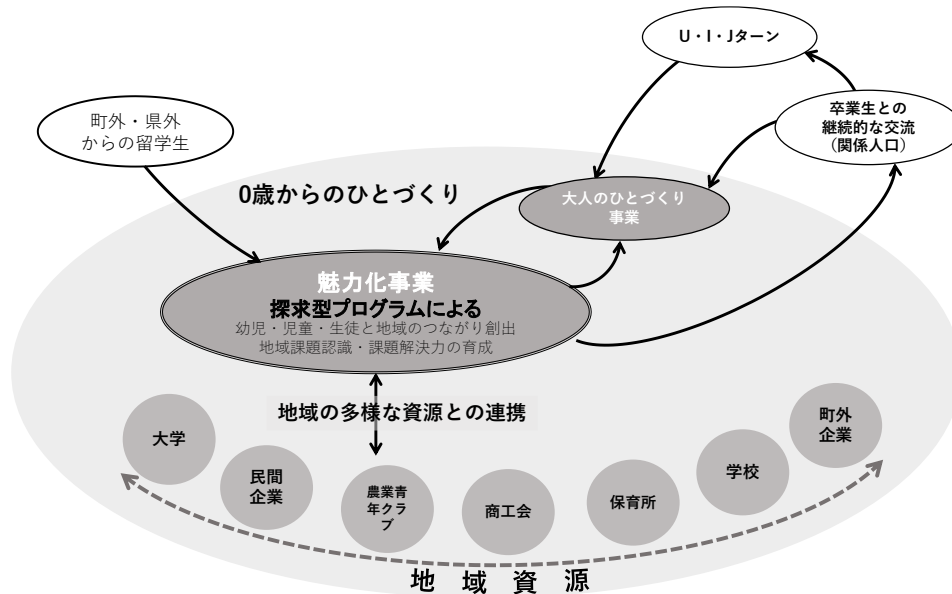 U・I・Jターン
卒業生との
継続的な交流
（関係人口）
町外・県外
からの留学生
0歳からのひとづくり
大人のひとづくり
事業
魅力化事業
探求型プログラムによる
幼児・児童・生徒と地域のつながり創出
地域課題認識・課題解決力の育成
地域の多様な資源との連携
大学
民間
企業
農業青
年クラ
ブ
商工会
保育所
学校
町外
企業
地域資源